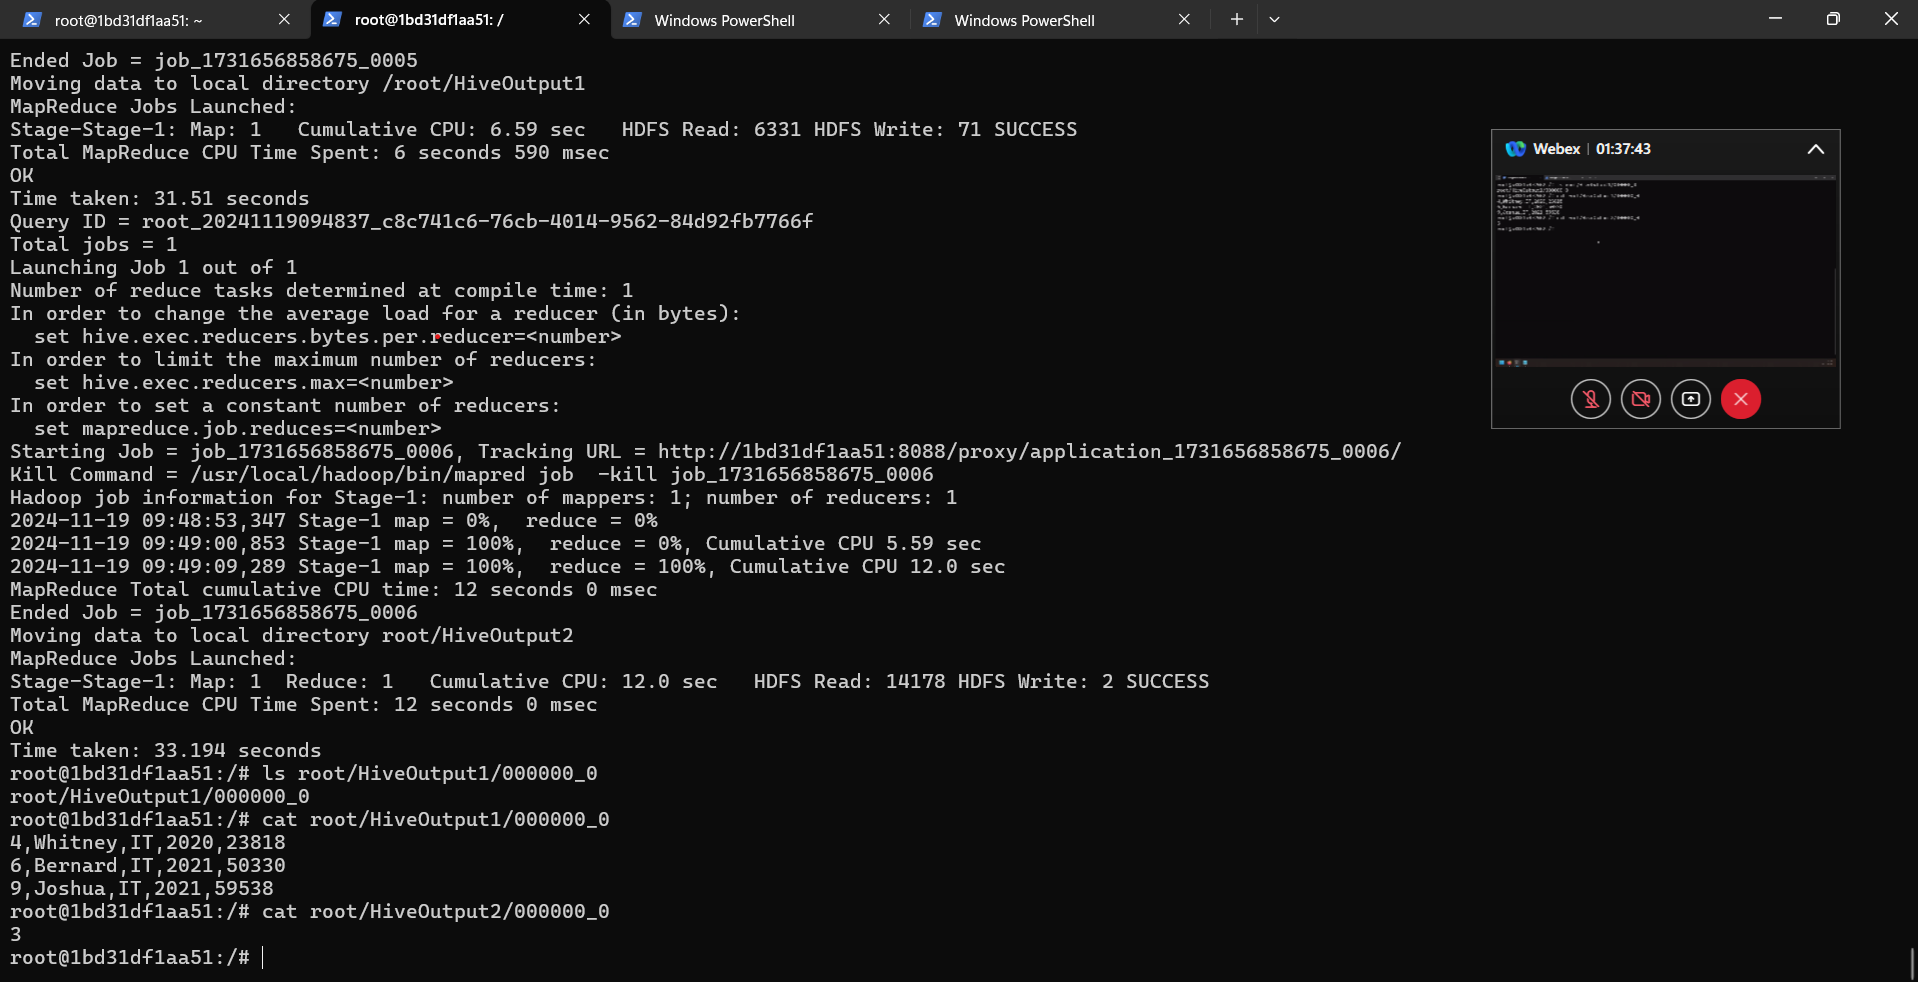 root@1bd31df1aa51: ~
root@1bd31df1aa51: /
Windows PowerShell
Windows PowerShell
Ended Job = job_1731656858675_0005
Moving data to local directory /root/HiveOutput1
MapReduce Jobs Launched:
Stage-Stage-1: Map: 1   Cumulative CPU: 6.59 sec   HDFS Read: 6331 HDFS Write: 71 SUCCESS
Total MapReduce CPU Time Spent: 6 seconds 590 msec
OK
Time taken: 31.51 seconds
Query ID = root_20241119094837_c8c741c6-76cb-4014-9562-84d92fb7766f
Total jobs = 1
Launching Job 1 out of 1
Number of reduce tasks determined at compile time: 1
In order to change the average load for a reducer (in bytes):
  set hive.exec.reducers.bytes.per.reducer=<number>
In order to limit the maximum number of reducers:
  set hive.exec.reducers.max=<number>
In order to set a constant number of reducers:
  set mapreduce.job.reduces=<number>
Starting Job = job_1731656858675_0006, Tracking URL = http://1bd31df1aa51:8088/proxy/application_1731656858675_0006/
Kill Command = /usr/local/hadoop/bin/mapred job  -kill job_1731656858675_0006
Hadoop job information for Stage-1: number of mappers: 1; number of reducers: 1
2024-11-19 09:48:53,347 Stage-1 map = 0%,  reduce = 0%
2024-11-19 09:49:00,853 Stage-1 map = 100%,  reduce = 0%, Cumulative CPU 5.59 sec
2024-11-19 09:49:09,289 Stage-1 map = 100%,  reduce = 100%, Cumulative CPU 12.0 sec
MapReduce Total cumulative CPU time: 12 seconds 0 msec
Ended Job = job_1731656858675_0006
Moving data to local directory root/HiveOutput2
MapReduce Jobs Launched:
Stage-Stage-1: Map: 1  Reduce: 1   Cumulative CPU: 12.0 sec   HDFS Read: 14178 HDFS Write: 2 SUCCESS
Total MapReduce CPU Time Spent: 12 seconds 0 msec
OK
Time taken: 33.194 seconds
root@1bd31df1aa51:/# ls root/HiveOutput1/000000_0
root/HiveOutput1/000000_0
root@1bd31df1aa51:/# cat root/HiveOutput1/000000_0
4,Whitney,IT,2020,23818
6,Bernard,IT,2021,50330
9,Joshua,IT,2021,59538
root@1bd31df1aa51:/# cat root/HiveOutput2/000000_0
3
root@1bd31df1aa51:/#
Webex | 01:37:43